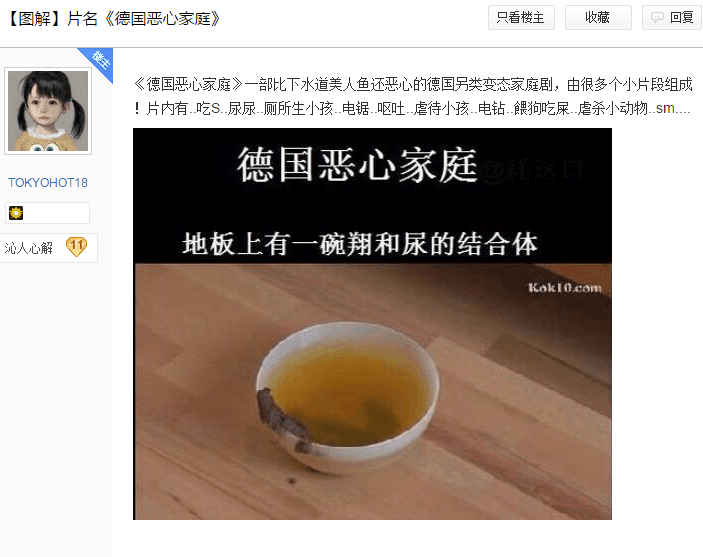 【图解】片名《德国恶心家庭》
只看楼主
收藏
回复
楼主
《德国恶心家庭》一部比下水道美人鱼还恶心的德国另类变态家庭剧，由很多个小片段组成
！片内有..吃S..尿尿..厕所生小孩..电锯..呕吐..虐待小孩..电钻..餵狗吃屎..虐杀小动物..sm....
TOKYOHOT18
沁人心解
11
德国恶心家庭
@耗这口
地板上有一碗翔和尿的结合体
Kok10.com